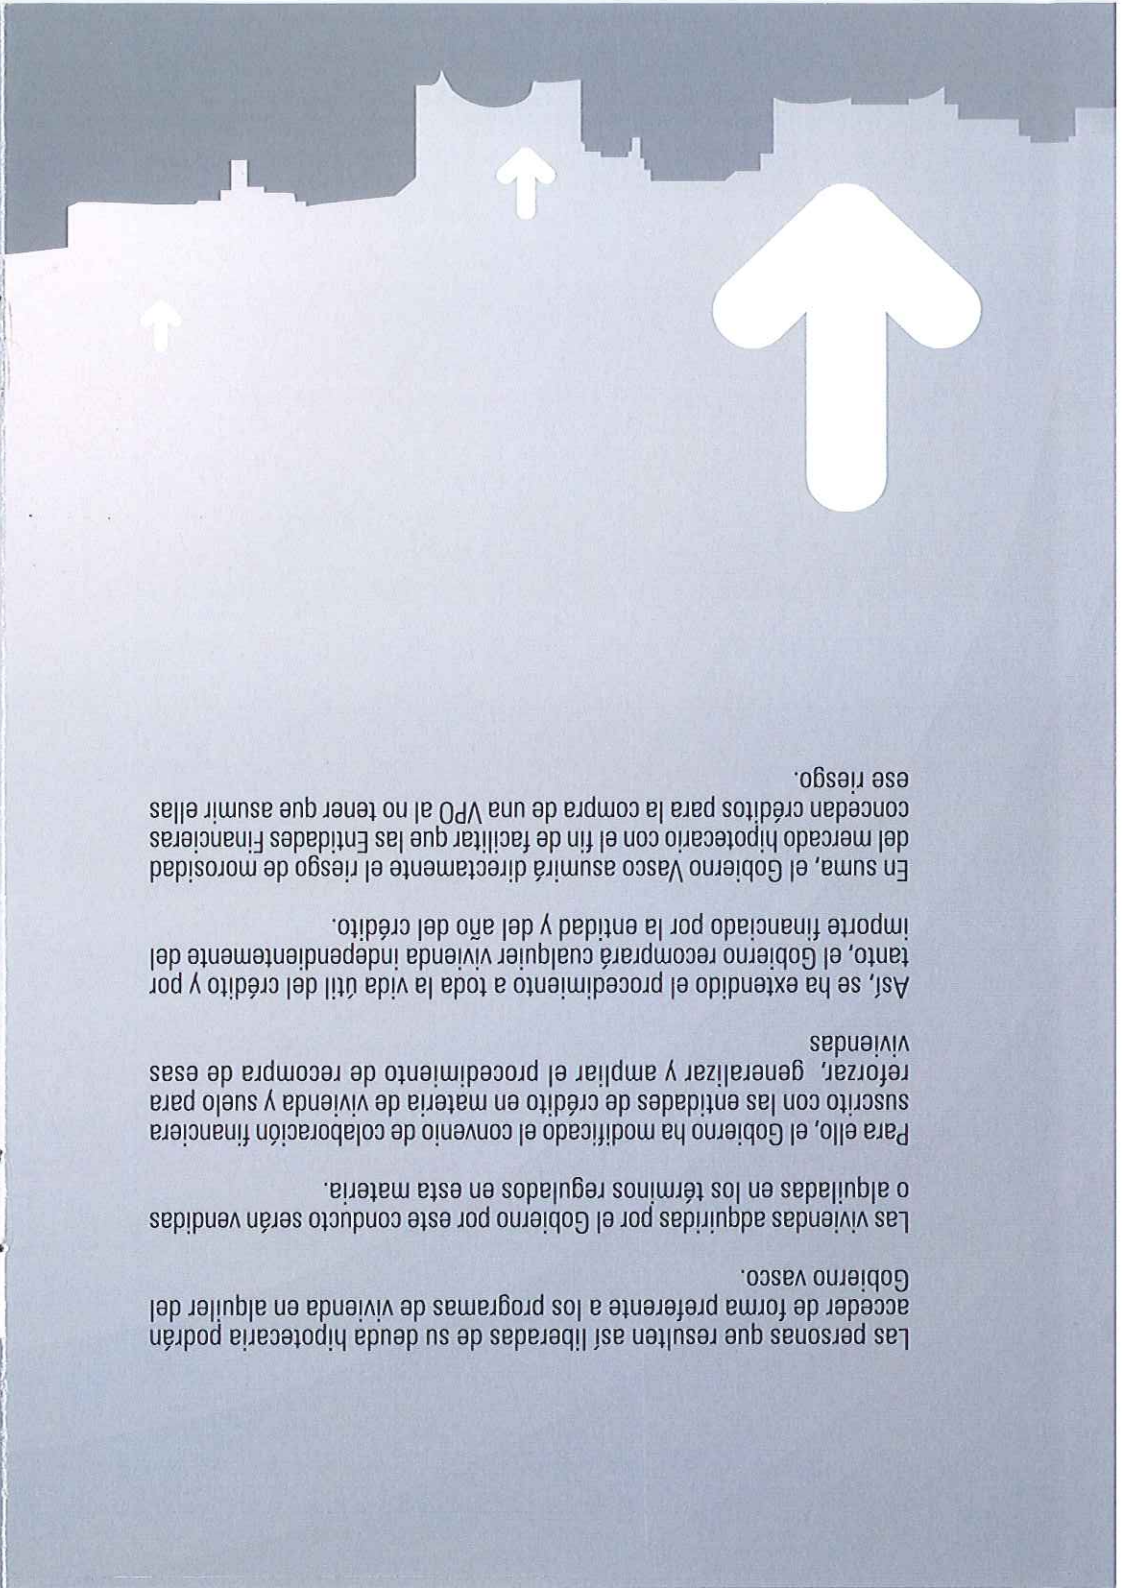 Las personas que resulten así liberadas de su deuda hipotecaria podrán
acceder de forma preferente a los programas de vivienda en alquiler del
Gobierno vasco.
Las viviendas adquiridas por el Gobierno por este conducto serán vendidas
o alquiladas en los términos regulados en esta materia.
Para ello, el Gobierno ha modificado el convenio de colaboración financiera
suscrito con las entidades de crédito en materia de vivienda y suelo para
reforzar, generalizar y ampliar el procedimiento de recompra de esas
viviendas
Así, se ha extendido el procedimiento a toda la vida útil del crédito y por
tanto, el Gobierno recomprará cualquier vivienda independientemente del
importe financiado por la entidad y del año del crédito.
En suma, el Gobierno Vasco asumirá directamente el riesgo de morosidad
del mercado hipotecario con el fin de facilitar que las Entidades Financieras
concedan créditos para la compra de una VPO al no tener que asumir ellas
ese riesgo.